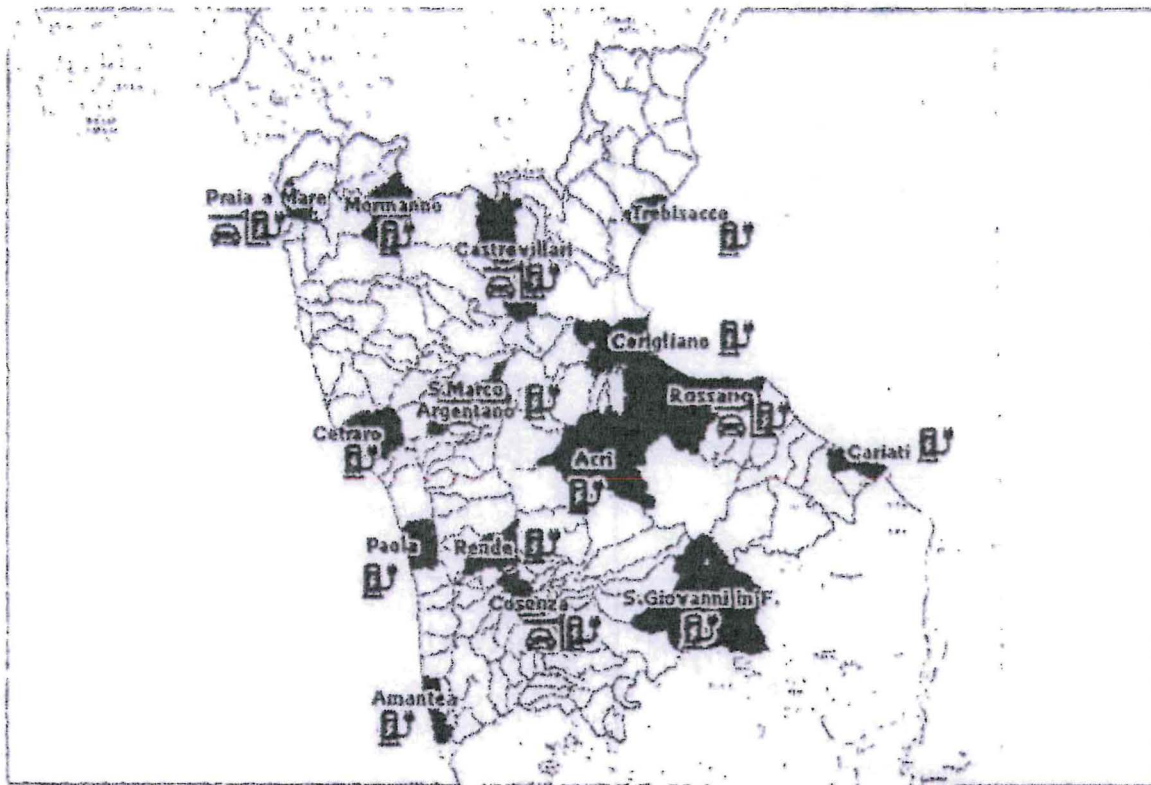 Praia a Mare
Mormanno
Trebisacce
Castrovillari
Corigliano
S.Marco
Argentano
Rossano
Cetraro
Cariati
Acri
Paola
Rende
Cosenza
S.Giovanni in F.
Amantea